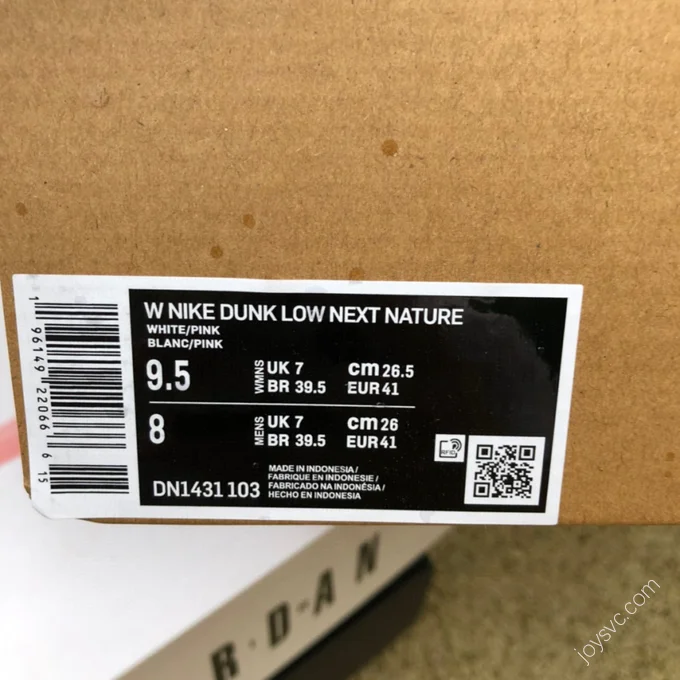 W NIKE DUNK LOW NEXT NATURE
WHITE/PINK
BLANC/PINK
9.5 WMNS UK 7 cm 26.5
BR 39.5 EUR 41
8 MENS UK 7 cm 26
BR 39.5 EUR 41
DN1431 103
MADE IN INDONESIA/
FABRIQUE EN INDONESIE/
FABRICADO NA INDONÉSIA/
HECHO EN INDONESIA
RFID
1 96149 22066 6 15
R·D-A N
joysvc.com